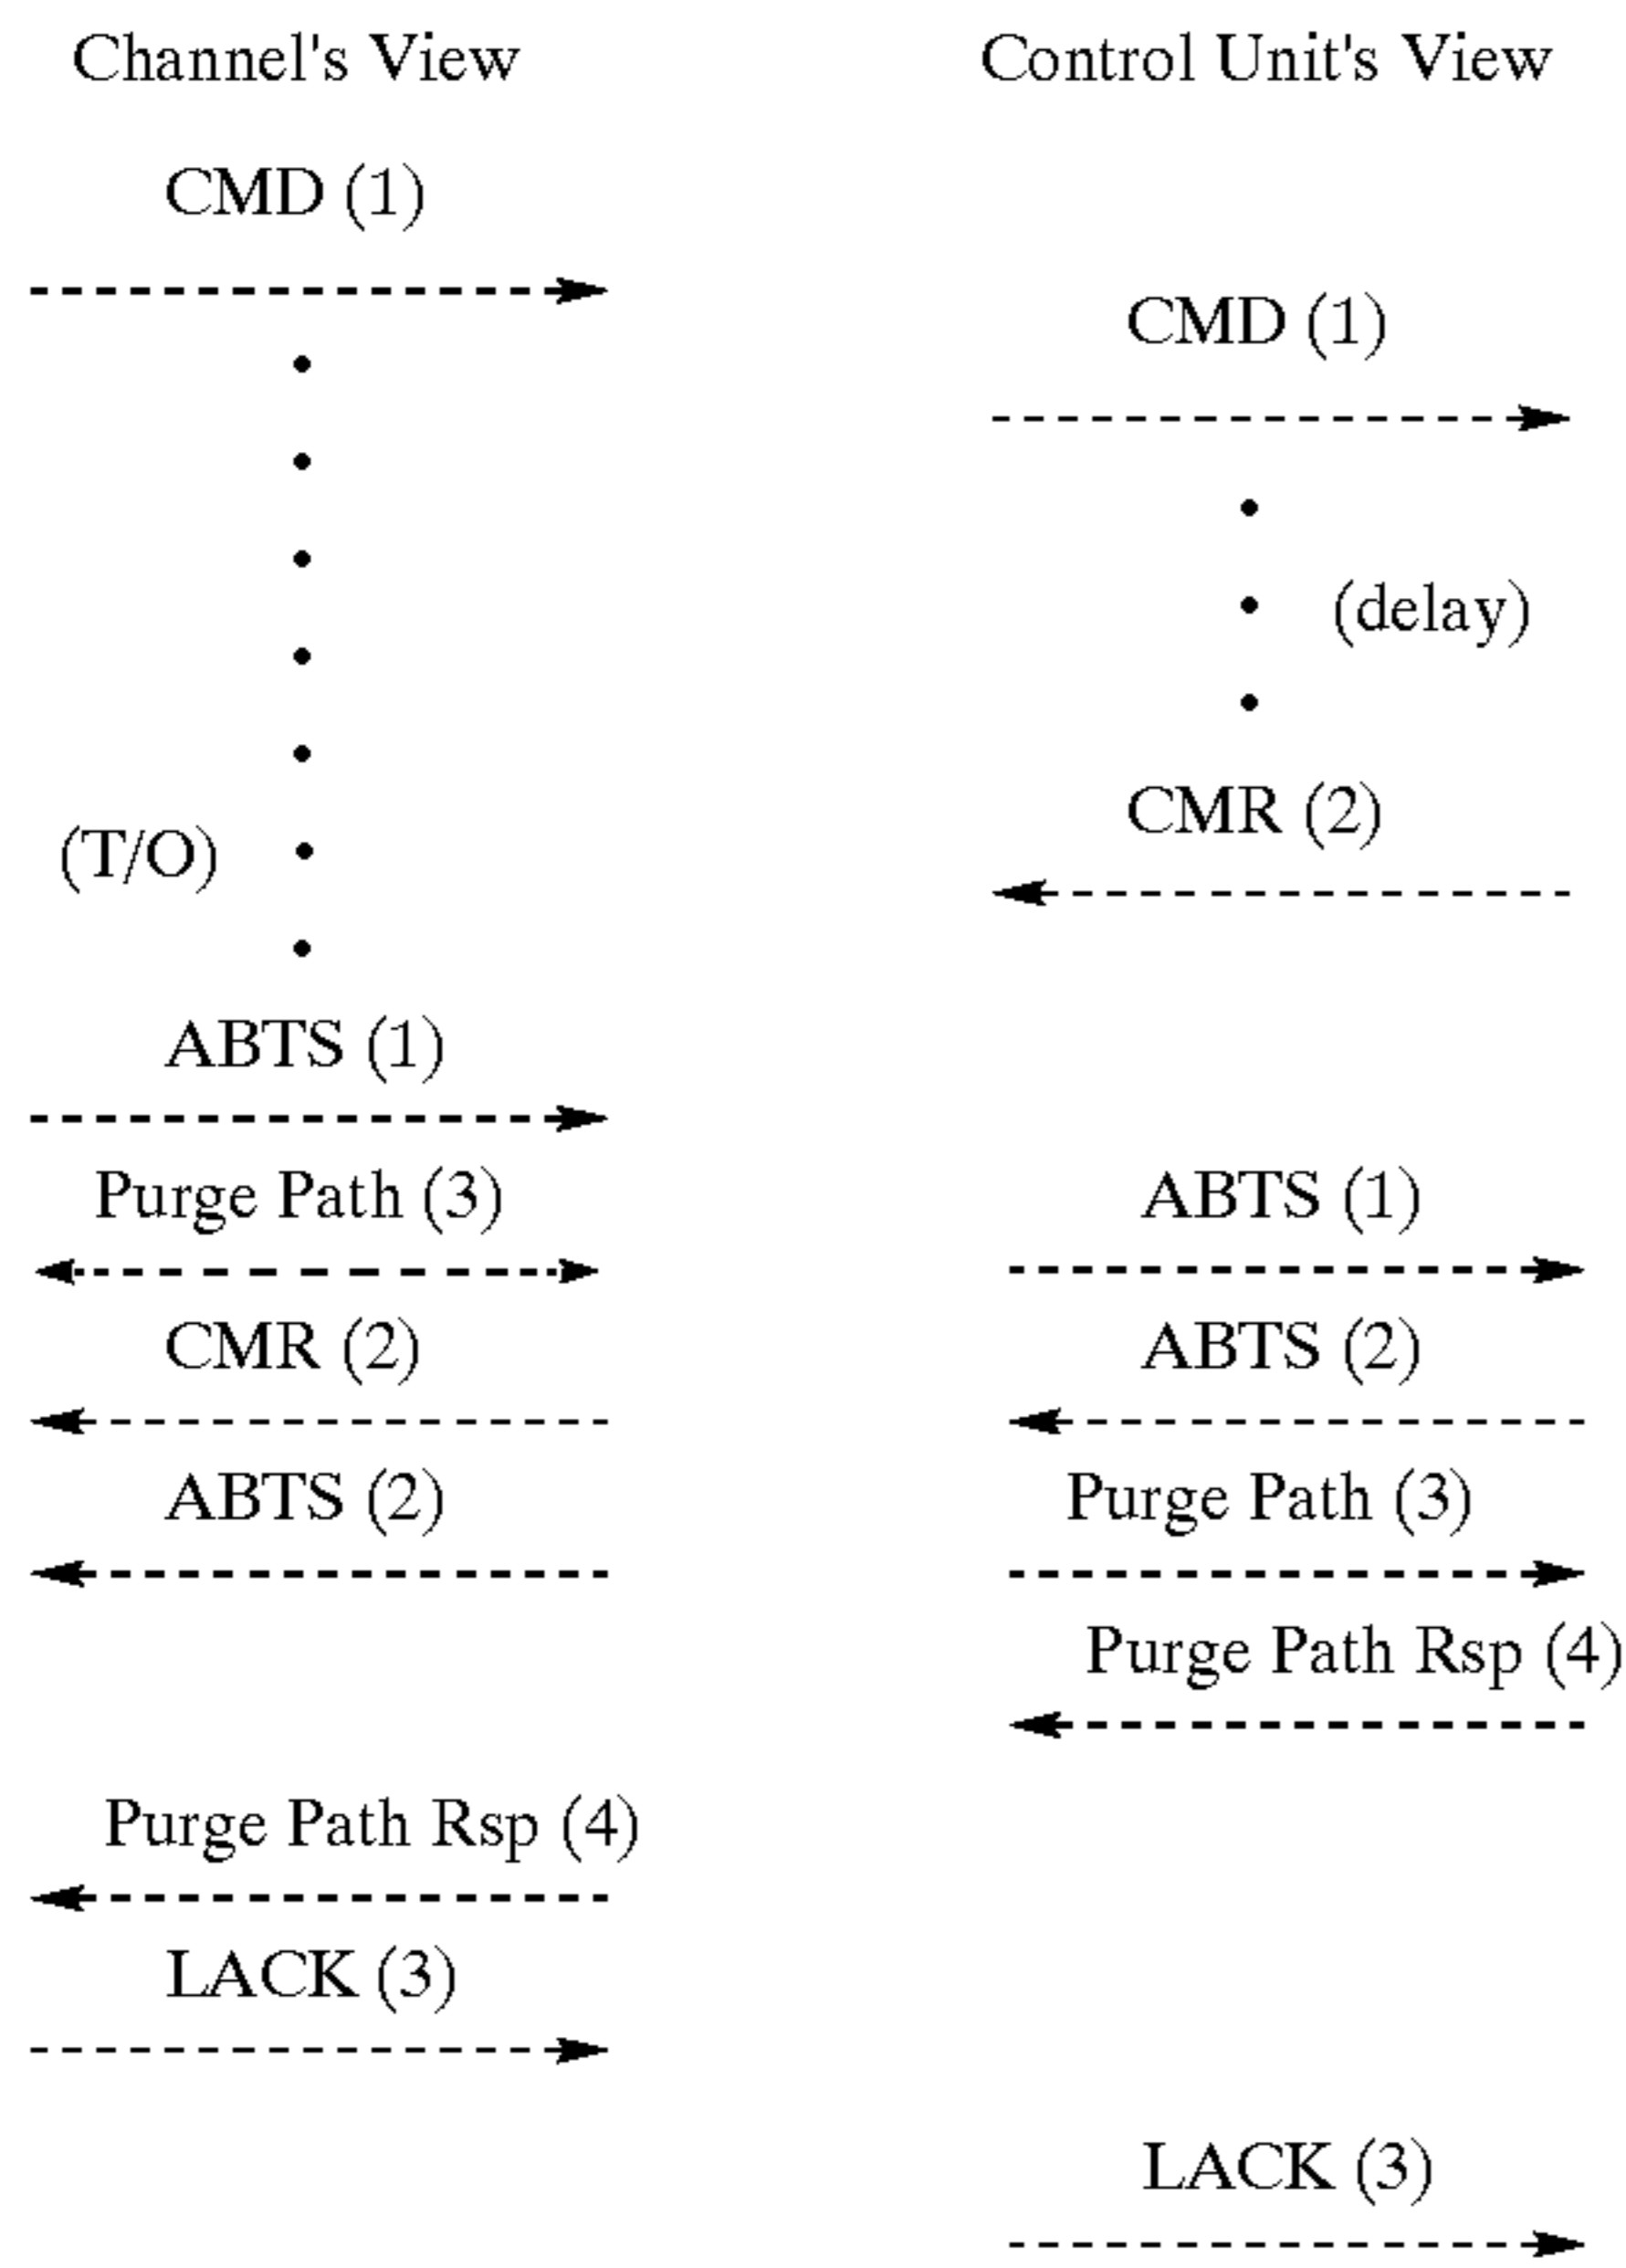 Channel's View
Control Unit's View
CMD (1)
CMD (1)
(delay)
CMR (2)
(T/O)
ABTS (1)
Purge Path (3)
ABTS (1)
CMR (2)
ABTS (2)
ABTS (2)
Purge Path (3)
Purge Path Rsp (4)
Purge Path Rsp (4)
LACK (3)
LACK (3)